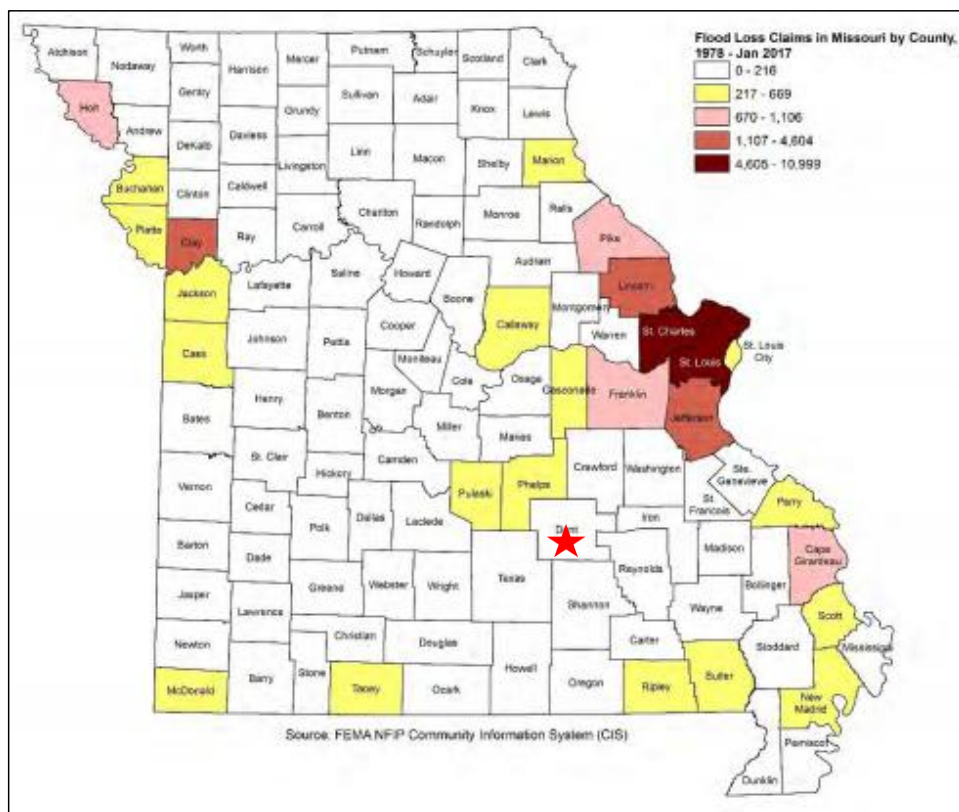 Flood Loss Claims in Missouri by County,
1978 - Jan 2017
0 - 216
217 - 669
670 - 1,106
1,107 - 4,604
4,605 - 10,999
Atchison
Nodaway
Worth
Harrison
Mercer
Putnam
Schuyler
Scotland
Clark
Gentry
Sullivan
Adair
Knox
Lewis
Holt
Andrew
Grundy
DeKalb
Daviess
Livingston
Linn
Macon
Shelby
Marion
Buchanan
Clinton
Caldwell
Chariton
Randolph
Monroe
Ralls
Platte
Clay
Ray
Carroll
Pike
Audrain
Saline
Howard
Boone
Lincoln
Jackson
Lafayette
Callaway
Montgomery
Cooper
Warren
St. Charles
St. Louis
City
St. Louis
Cass
Johnson
Pettis
Moniteau
Cole
Osage
Gasconade
Franklin
Jefferson
Henry
Morgan
Bates
Benton
Miller
Maries
St. Clair
Camden
Crawford
Washington
Ste.
Genevieve
Hickory
Vernon
Pulaski
Phelps
St.
Francois
Perry
Cedar
Dallas
Laclede
Polk
Dent
Iron
Madison
Cape
Girardeau
Barton
Dade
Reynolds
Texas
Webster
Wright
Greene
Bollinger
Jasper
Shannon
Wayne
Lawrence
Scott
Christian
Douglas
Carter
Stoddard
Mississippi
Newton
Howell
Stone
Barry
McDonald
Taney
Ozark
Oregon
Ripley
Butler
New
Madrid
Pemiscot
Dunklin
Source: FEMA NFIP Community Information System (CIS)